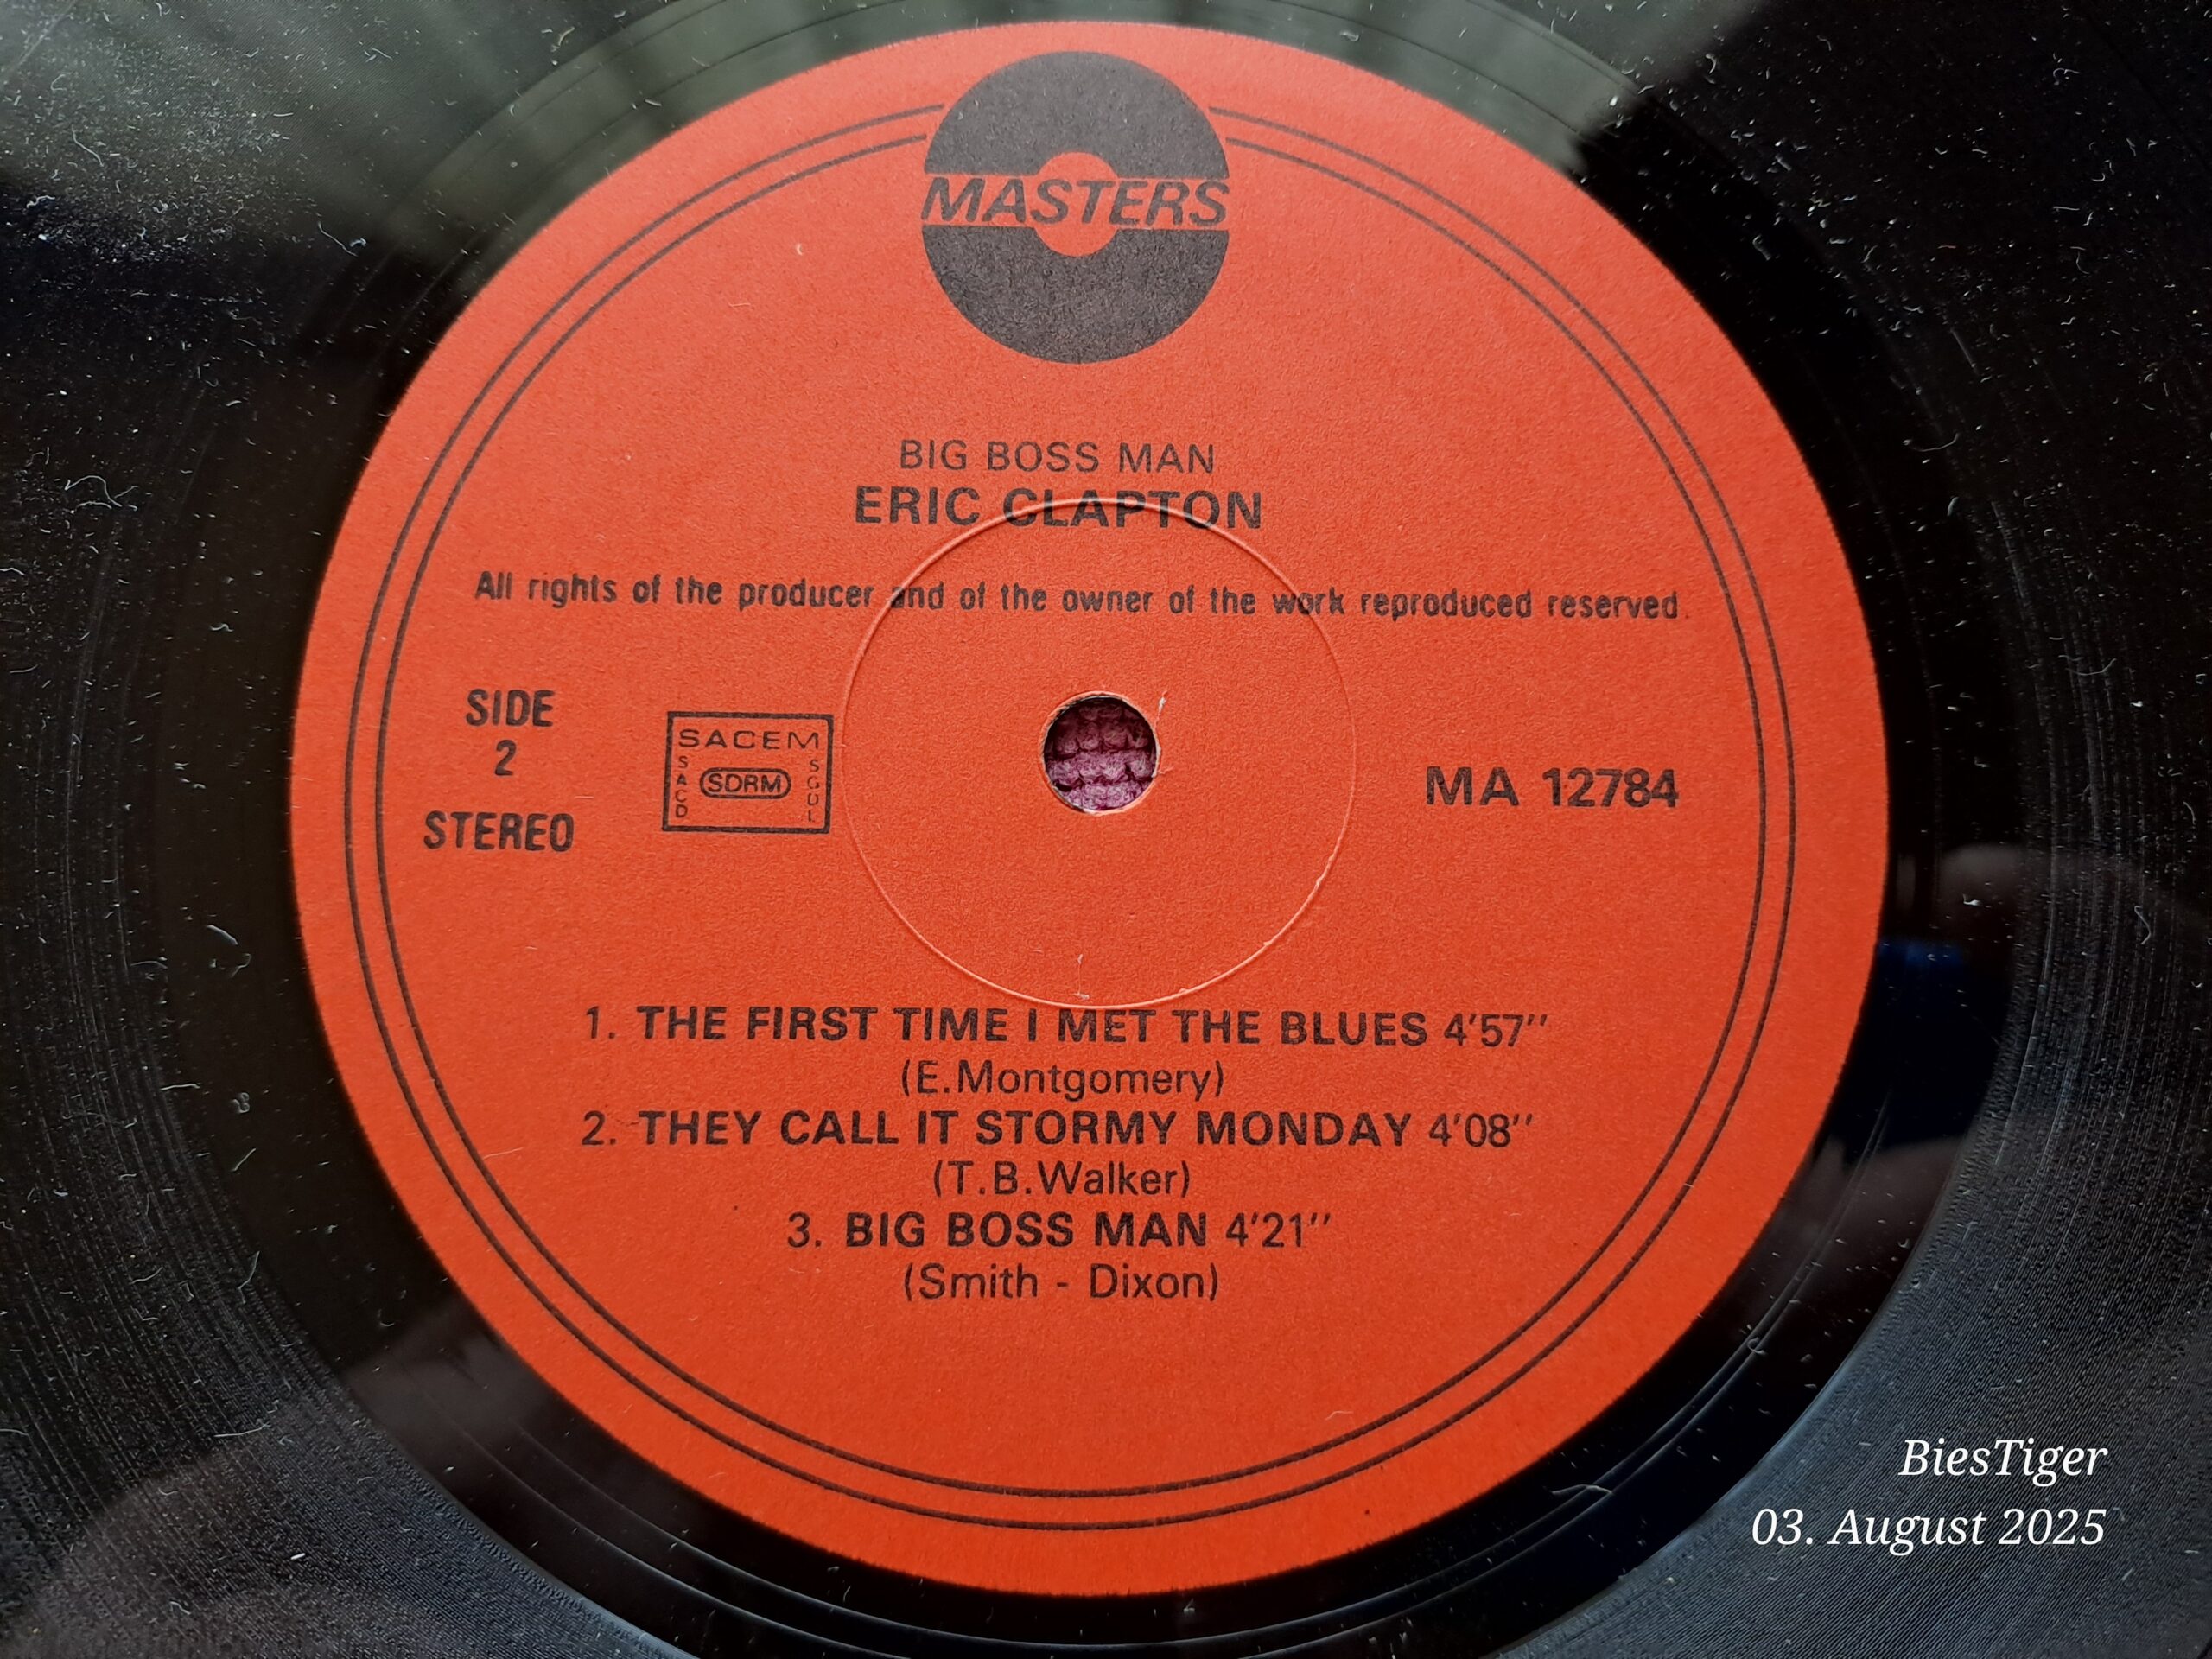 MASTERS
BIG BOSS MAN
ERIC CLAPTON
All rights of the producer and of the owner of the work reproduced reserved.
SIDE
2
STEREO
SACEM
SACD
SDRM
SGDL
MA 12784
1. THE FIRST TIME I MET THE BLUES 4'57''
(E.Montgomery)
2. THEY CALL IT STORMY MONDAY 4'08''
(T.B.Walker)
3. BIG BOSS MAN 4'21''
(Smith - Dixon)
BiesTiger
03. August 2025